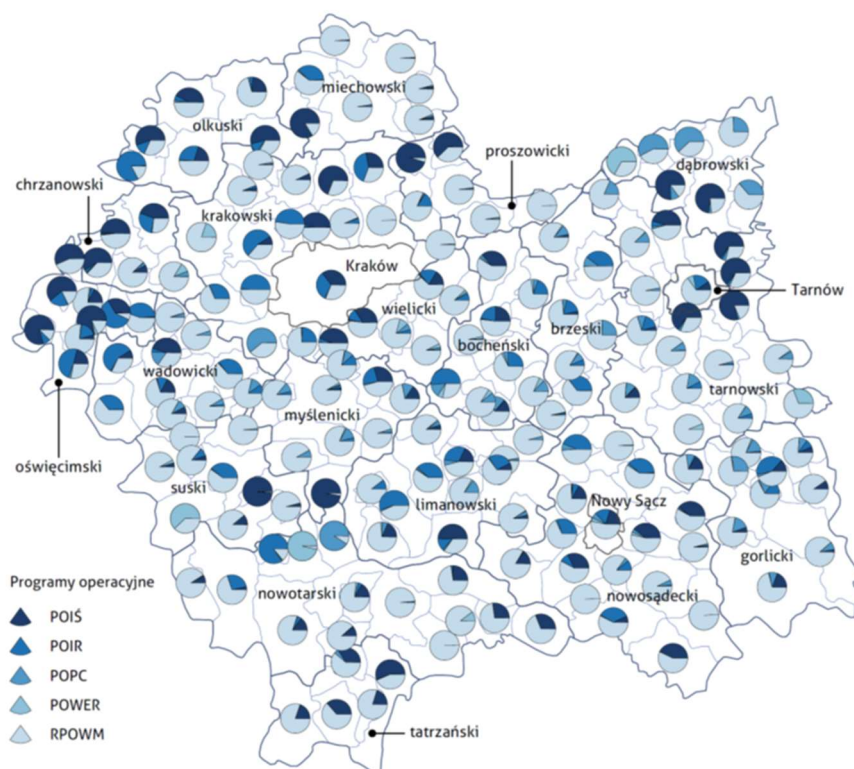 miechowski
olkuski
proszowicki
dąbrowski
chrzanowski
krakowski
Kraków
Tarnów
wielicki
bocheński
brzeski
wadowicki
tarnowski
myślenicki
oświęcimski
suski
limanowski
Nowy Sącz
gorlicki
Programy operacyjne
nowotarski
nowosądecki
POIŚ
POIR
POPC
POWER
RPOWM
tatrzański